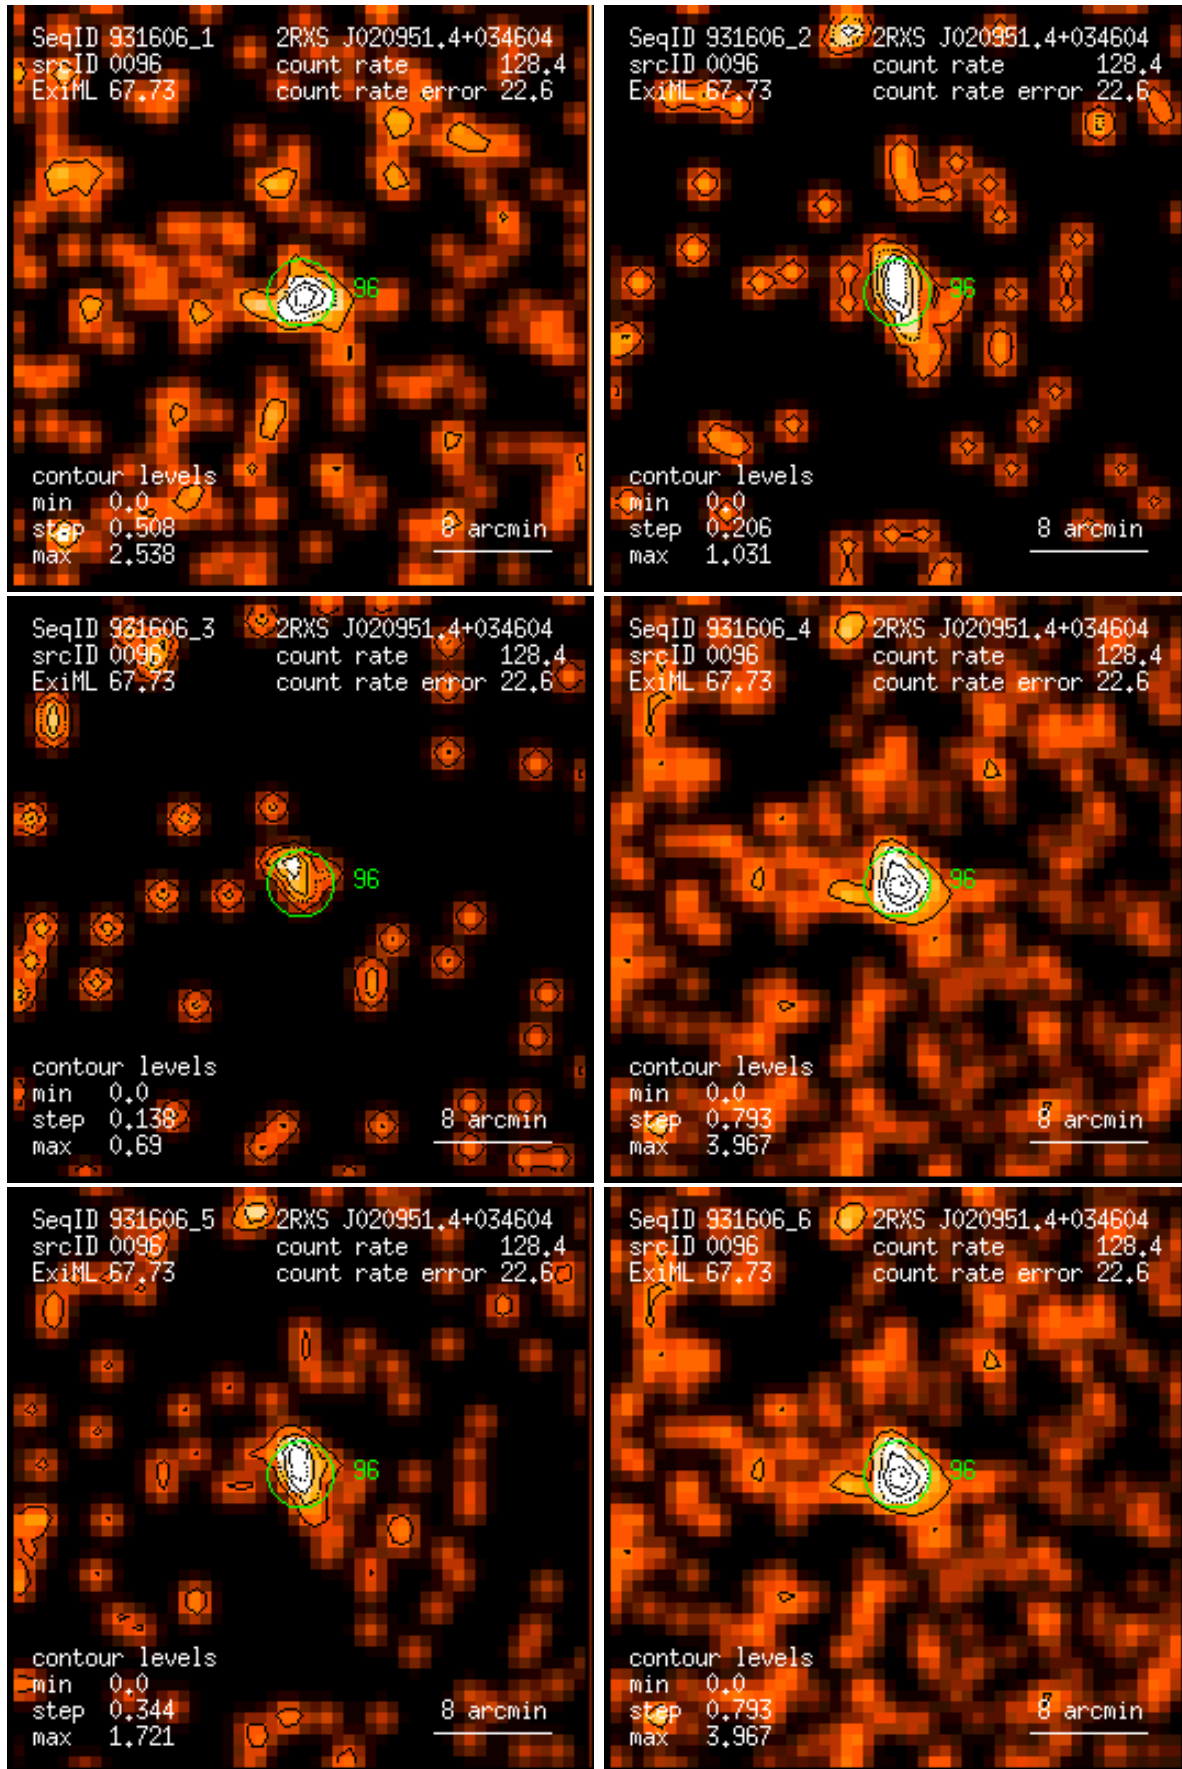 SeqID 931606_1 2RXS J020951.4+034604
srcID 0096 count rate 128.4
ExiML 67.73 count rate error 22.6
96
contour levels
min 0.0
step 0.508
max 2.538
8 arcmin
SeqID 931606_2 2RXS J020951.4+034604
srcID 0096 count rate 128.4
ExiML 67.73 count rate error 22.6
96
contour levels
min 0.0
step 0.206
max 1.031
8 arcmin
SeqID 931606_3 2RXS J020951.4+034604
srcID 0096 count rate 128.4
ExiML 67.73 count rate error 22.6
96
contour levels
min 0.0
step 0.138
max 0.69
8 arcmin
SeqID 931606_4 2RXS J020951.4+034604
srcID 0096 count rate 128.4
ExiML 67.73 count rate error 22.6
96
contour levels
min 0.0
step 0.793
max 3.967
8 arcmin
SeqID 931606_5 2RXS J020951.4+034604
srcID 0096 count rate 128.4
ExiML 67.73 count rate error 22.6
96
contour levels
min 0.0
step 0.344
max 1.721
8 arcmin
SeqID 931606_6 2RXS J020951.4+034604
srcID 0096 count rate 128.4
ExiML 67.73 count rate error 22.6
96
contour levels
min 0.0
step 0.793
max 3.967
8 arcmin